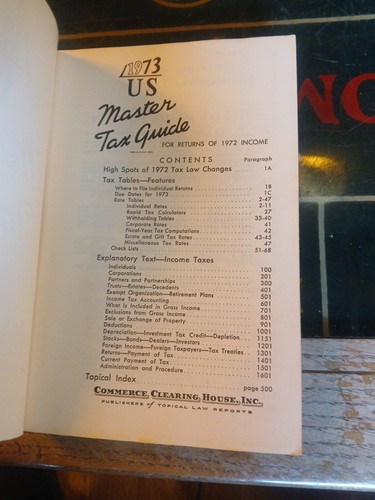 1973
US
Master
Tax Guide
FOR RETURNS OF 1972 INCOME
CONTENTS Paragraph
High Spots of 1972 Tax Law Changes 1A
Tax Tables—Features
Where to File Individual Returns 1B
Due Dates for 1973 1C
Rate Tables 2-47
Individual Rates 2-11
Rapid Tax Calculators 27
Withholding Tables 33-40
Corporate Rates 41
Fiscal-Year Tax Computations 42
Estate and Gift Tax Rates 43-45
Miscellaneous Tax Rates 47
Check Lists 51-68
Explanatory Text—Income Taxes
Individuals 100
Corporations 201
Partners and Partnerships 300
Trusts—Estates—Decedents 400
Exempt Organization—Retirement Plans 401
Income Tax Accounting 601
What Is Included in Gross Income 701
Exclusions from Gross Income 801
Sale or Exchange of Property 901
Deductions 1001
Depreciation—Investment Tax Credit—Depletion 1151
Stocks—Bonds—Dealers—Investors 1201
Foreign Income—Foreign Taxpayers—Tax Treaties 1301
Returns—Payment of Tax 1401
Current Payment of Tax 1501
Administration and Procedure 1601
Topical Index page 500
COMMERCE, CLEARING, HOUSE, INC.
PUBLISHERS of TOPICAL LAW REPORTS